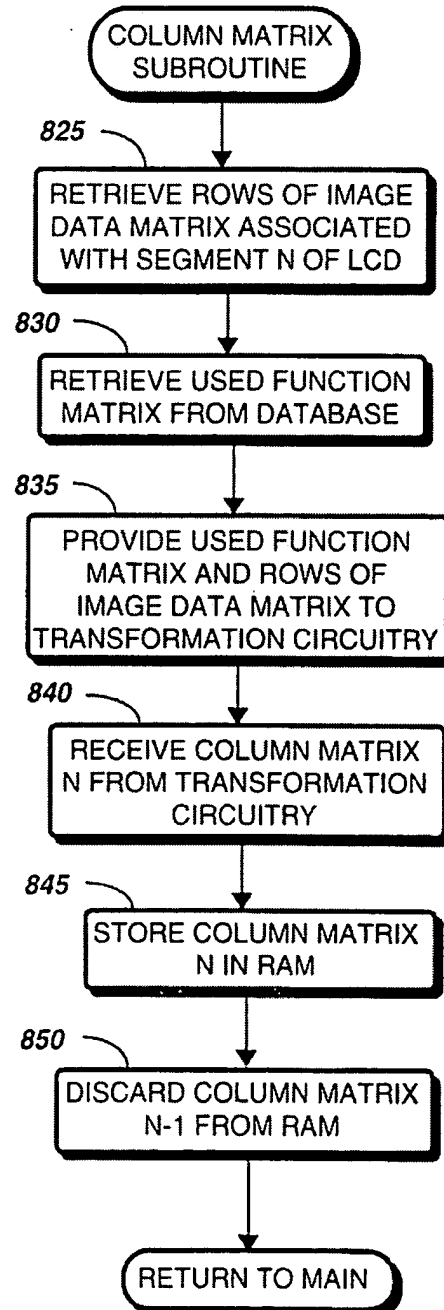 COLUMN MATRIX
SUBROUTINE
825
RETRIEVE ROWS OF IMAGE
DATA MATRIX ASSOCIATED
WITH SEGMENT N OF LCD
830
RETRIEVE USED FUNCTION
MATRIX FROM DATABASE
835
PROVIDE USED FUNCTION
MATRIX AND ROWS OF
IMAGE DATA MATRIX TO
TRANSFORMATION CIRCUITRY
840
RECEIVE COLUMN MATRIX
N FROM TRANSFORMATION
CIRCUITRY
845
STORE COLUMN MATRIX
N IN RAM
850
DISCARD COLUMN MATRIX
N-1 FROM RAM
RETURN TO MAIN